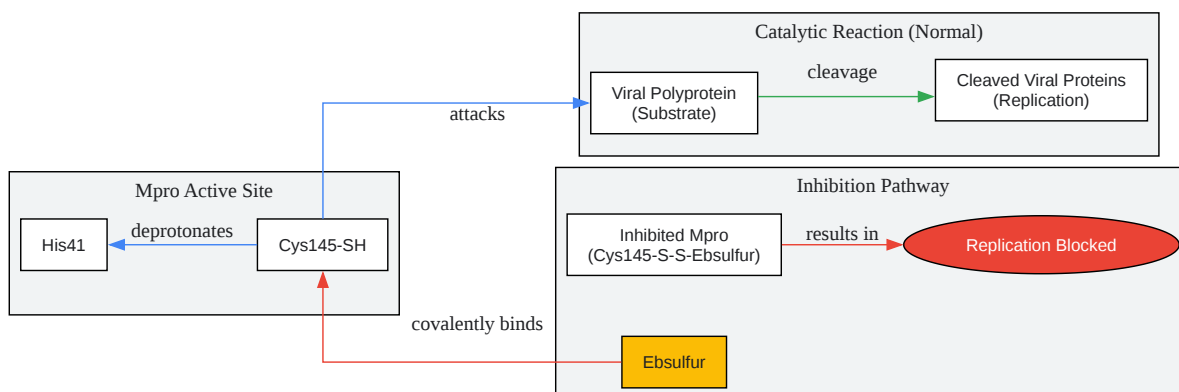 Catalytic Reaction (Normal)
Viral Polyprotein
(Substrate)
cleavage
Cleaved Viral Proteins
(Replication)
attacks
Mpro Active Site
His41
deprotonates
Cys145-SH
Inhibition Pathway
Inhibited Mpro
(Cys145-S-S-Ebsulfur)
results in
Replication Blocked
covalently binds
Ebsulfur